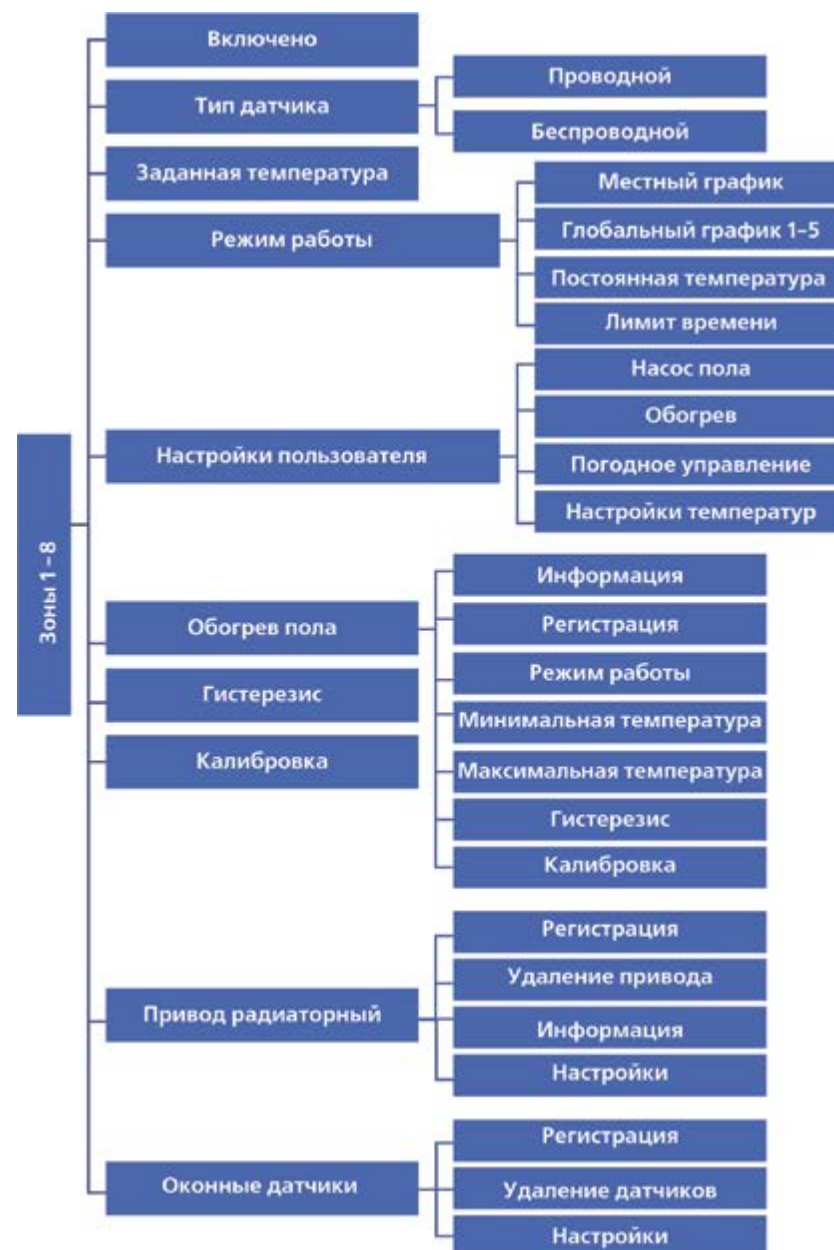 Зоны 1–8
Включено
Тип датчика
Проводной
Беспроводной
Заданная температура
Режим работы
Местный график
Глобальный график 1–5
Постоянная температура
Лимит времени
Настройки пользователя
Насос пола
Обогрев
Погодное управление
Настройки температур
Обогрев пола
Информация
Регистрация
Режим работы
Минимальная температура
Максимальная температура
Гистерезис
Калибровка
Гистерезис
Калибровка
Привод радиаторный
Регистрация
Удаление привода
Информация
Настройки
Оконные датчики
Регистрация
Удаление датчиков
Настройки